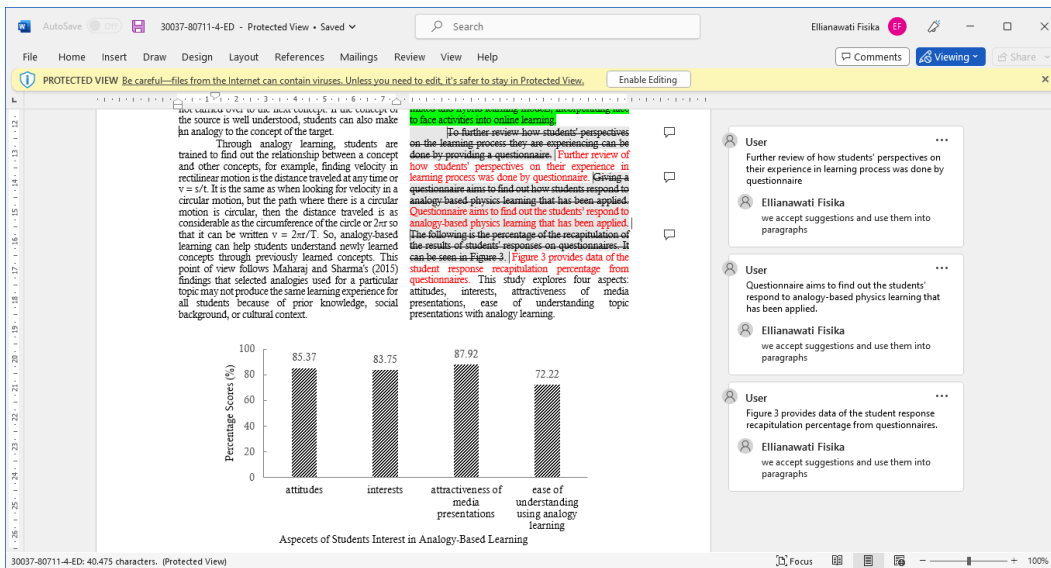 AutoSave Off 30037-80711-4-ED - Protected View • Saved Search Ellianawati Fisika EF
File Home Insert Draw Design Layout References Mailings Review View Help Comments Viewing Share
PROTECTED VIEW Be careful—files from the Internet can contain viruses. Unless you need to edit, it's safer to stay in Protected View. Enable Editing
not carried over to the next concept. If the concept of
the source is well understood, students can also make
an analogy to the concept of the target.
Through analogy learning, students are
trained to find out the relationship between a concept
and other concepts, for example, finding velocity in
rectilinear motion is the distance traveled at any time or
v = s/t. It is the same as when looking for velocity in a
circular motion, but the path where there is a circular
motion is circular, then the distance traveled is as
considerable as the circumference of the circle or 2πr so
that it can be written v = 2πr/T. So, analogy-based
learning can help students understand newly learned
concepts through previously learned concepts. This
point of view follows Maharaj and Sharma's (2015)
findings that selected analogies used for a particular
topic may not produce the same learning experience for
all students because of prior knowledge, social
background, or cultural context.
to face activities into online learning.
To further review how students' perspectives
on the learning process they are experiencing can be
done by providing a questionnaire. Further review of
how students' perspectives on their experience in
learning process was done by questionnaire. Giving a
questionnaire aims to find out how students respond to
analogy based physics learning that has been applied.
Questionnaire aims to find out the students' respond to
analogy-based physics learning that has been applied.
The following is the percentage of the recapitulation of
the results of students' responses on questionnaires. It
can be seen in Figure 3. Figure 3 provides data of the
student response recapitulation percentage from
questionnaires. This study explores four aspects:
attitudes, interests, attractiveness of media
presentations, ease of understanding topic
presentations with analogy learning.
Percentage Scores (%)
100
80
60
40
20
0
85.37
83.75
87.92
72.22
attitudes
interests
attractiveness of
media
presentations
ease of
understanding
using analogy
learning
Aspecets of Students Interest in Analogy-Based Learning
User
Further review of how students' perspectives on
their experience in learning process was done by
questionnaire
Ellianawati Fisika
we accept suggestions and use them into
paragraphs
User
Questionnaire aims to find out the students'
respond to analogy-based physics learning that
has been applied.
Ellianawati Fisika
we accept suggestions and use them into
paragraphs
User
Figure 3 provides data of the student response
recapitulation percentage from questionnaires.
Ellianawati Fisika
we accept suggestions and use them into
paragraphs
30037-80711-4-ED: 40.475 characters. (Protected View) Focus 100%